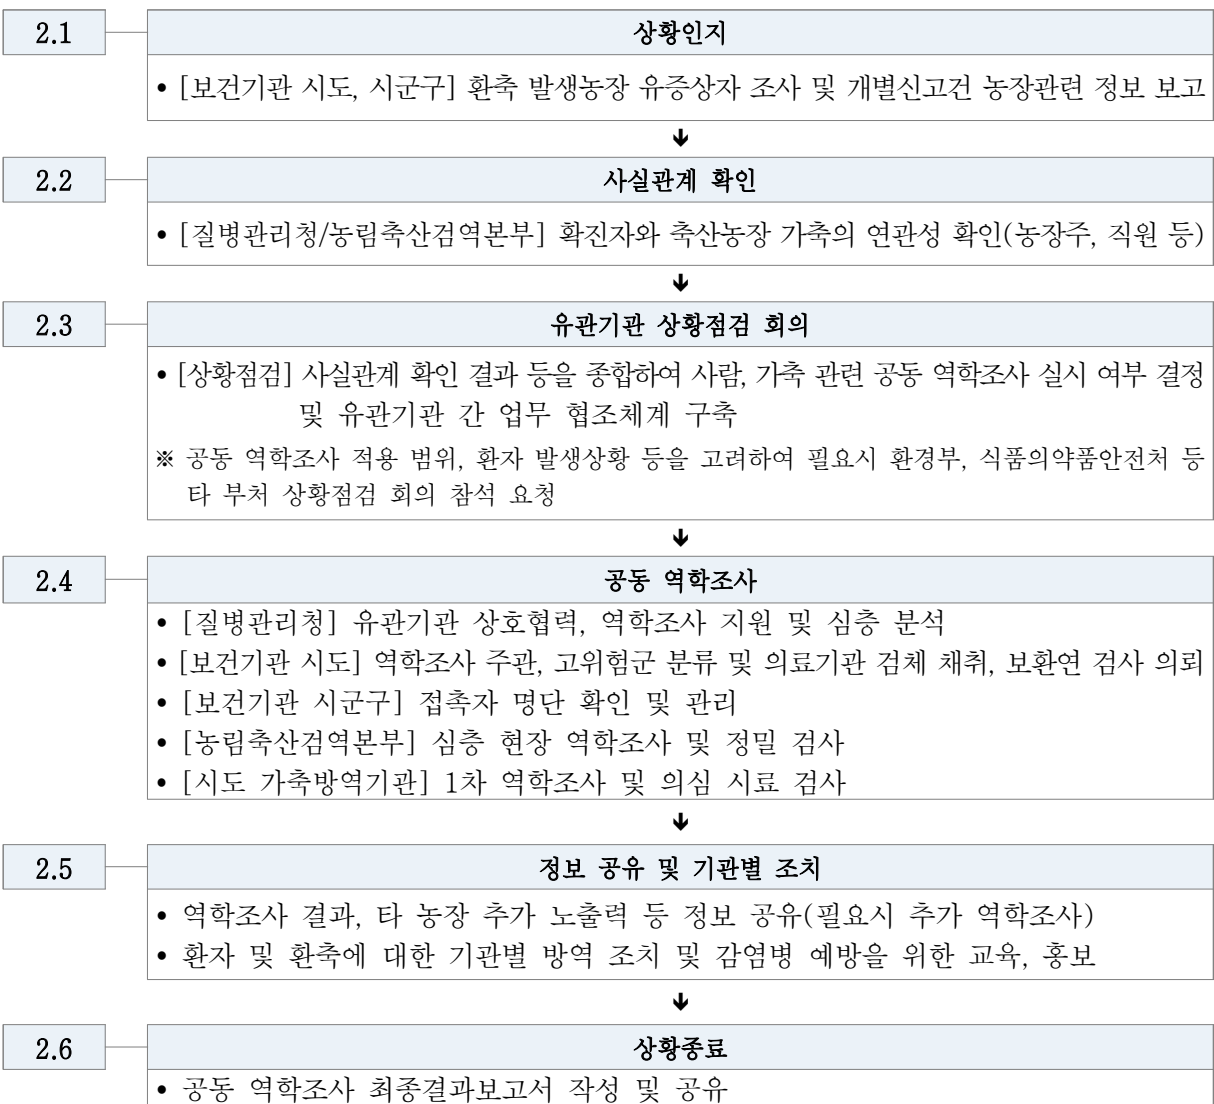 2.1 상황인지
• [보건기관 시도, 시군구] 환축 발생농장 유증상자 조사 및 개별신고건 농장관련 정보 보고
🡻
2.2 사실관계 확인
• [질병관리청/농림축산검역본부] 확진자와 축산농장 가축의 연관성 확인(농장주, 직원 등)
🡻
2.3 유관기관 상황점검 회의
• [상황점검] 사실관계 확인 결과 등을 종합하여 사람, 가축 관련 공동 역학조사 실시 여부 결정
및 유관기관 간 업무 협조체계 구축
※ 공동 역학조사 적용 범위, 환자 발생상황 등을 고려하여 필요시 환경부, 식품의약품안전처 등
타 부처 상황점검 회의 참석 요청
🡻
2.4 공동 역학조사
• [질병관리청] 유관기관 상호협력, 역학조사 지원 및 심층 분석
• [보건기관 시도] 역학조사 주관, 고위험군 분류 및 의료기관 검체 채취, 보환연 검사 의뢰
• [보건기관 시군구] 접촉자 명단 확인 및 관리
• [농림축산검역본부] 심층 현장 역학조사 및 정밀 검사
• [시도 가축방역기관] 1차 역학조사 및 의심 시료 검사
🡻
2.5 정보 공유 및 기관별 조치
• 역학조사 결과, 타 농장 추가 노출력 등 정보 공유(필요시 추가 역학조사)
• 환자 및 환축에 대한 기관별 방역 조치 및 감염병 예방을 위한 교육, 홍보
🡻
2.6 상황종료
• 공동 역학조사 최종결과보고서 작성 및 공유